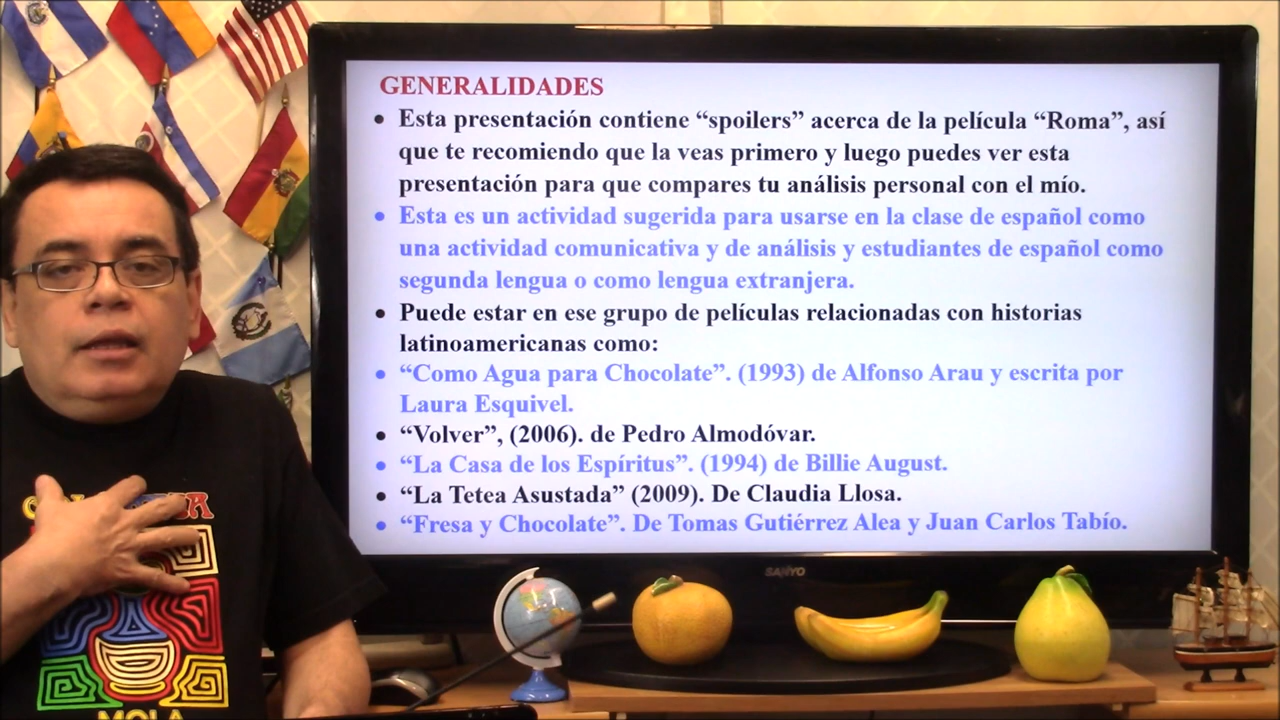 GENERALIDADES
• Esta presentación contiene “spoilers” acerca de la película “Roma”, así
que te recomiendo que la veas primero y luego puedes ver esta
presentación para que compares tu análisis personal con el mío.
• Esta es un actividad sugerida para usarse en la clase de español como
una actividad comunicativa y de análisis y estudiantes de español como
segunda lengua o como lengua extranjera.
• Puede estar en ese grupo de películas relacionadas con historias
latinoamericanas como:
• “Como Agua para Chocolate”. (1993) de Alfonso Arau y escrita por
Laura Esquivel.
• “Volver”, (2006). de Pedro Almodóvar.
• “La Casa de los Espíritus”. (1994) de Billie August.
• “La Tetea Asustada” (2009). De Claudia Llosa.
• “Fresa y Chocolate”. De Tomas Gutiérrez Alea y Juan Carlos Tabío.
SANYO
MOLA